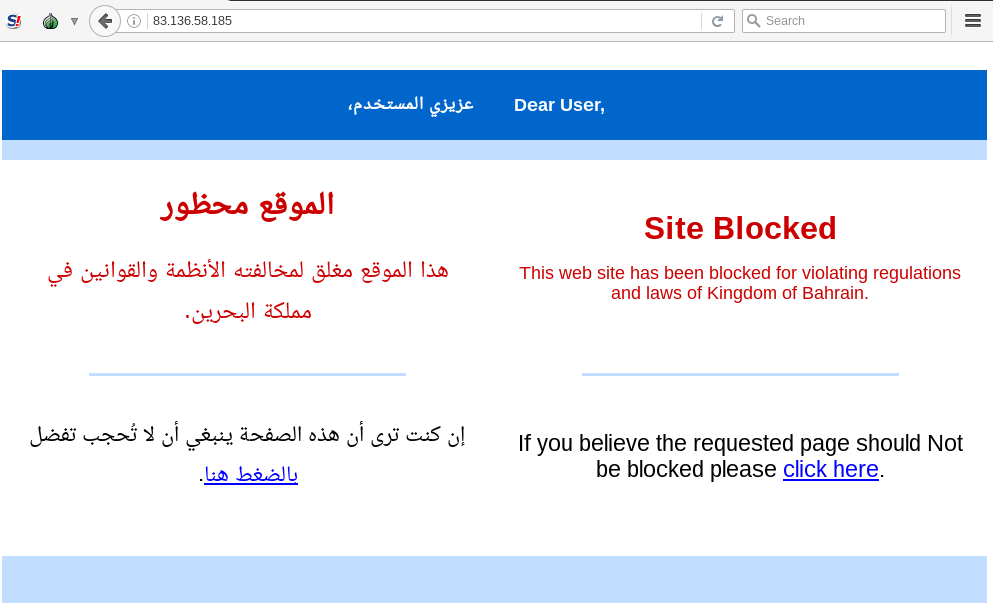 83.136.58.185
Search
عزيزي المستخدم،
Dear User,
الموقع محظور
هذا الموقع مغلق لمخالفته الأنظمة والقوانين في
مملكة البحرين.
إن كنت ترى أن هذه الصفحة ينبغي أن لا تُحجب تفضل
بالضغط هنا.
Site Blocked
This web site has been blocked for violating regulations
and laws of Kingdom of Bahrain.
If you believe the requested page should Not
be blocked please click here.